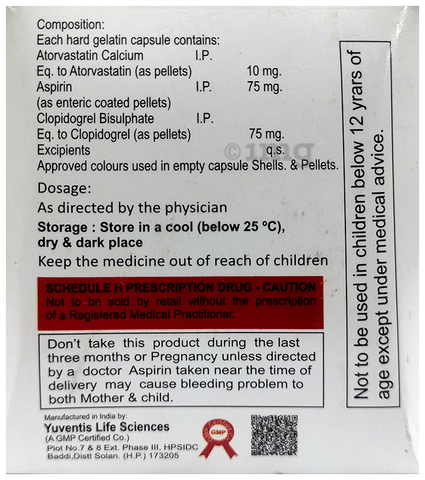 Composition:
Each hard gelatin capsule contains:
Atorvastatin Calcium I.P.
Eq. to Atorvastatin (as pellets) 10 mg.
Aspirin I.P. 75 mg.
(as enteric coated pellets)
Clopidogrel Bisulphate I.P.
Eq. to Clopidogrel (as pellets) 75 mg.
Excipients q.s.
Approved colours used in empty capsule Shells. & Pellets.
Dosage:
As directed by the physician
Storage : Store in a cool (below 25 ºC),
dry & dark place
Keep the medicine out of reach of children
SCHEDULE H PRESCRIPTION DRUG - CAUTION
Not to be sold by retail without the prescription
of a Registered Medical Practitioner.
Don't take this product during the last
three months or Pregnancy unless directed
by a doctor Aspirin taken near the time of
delivery may cause bleeding problem to
both Mother & child.
Manufactured in India by:
Yuventis Life Sciences
(A GMP Certified Co.)
Plot No.7 & 8 Ext. Phase III, HPSIDC
Baddi,Distt Solan. (H.P.) 173205
GMP
Not to be used in children below 12 yrars of
age except under medical advice.